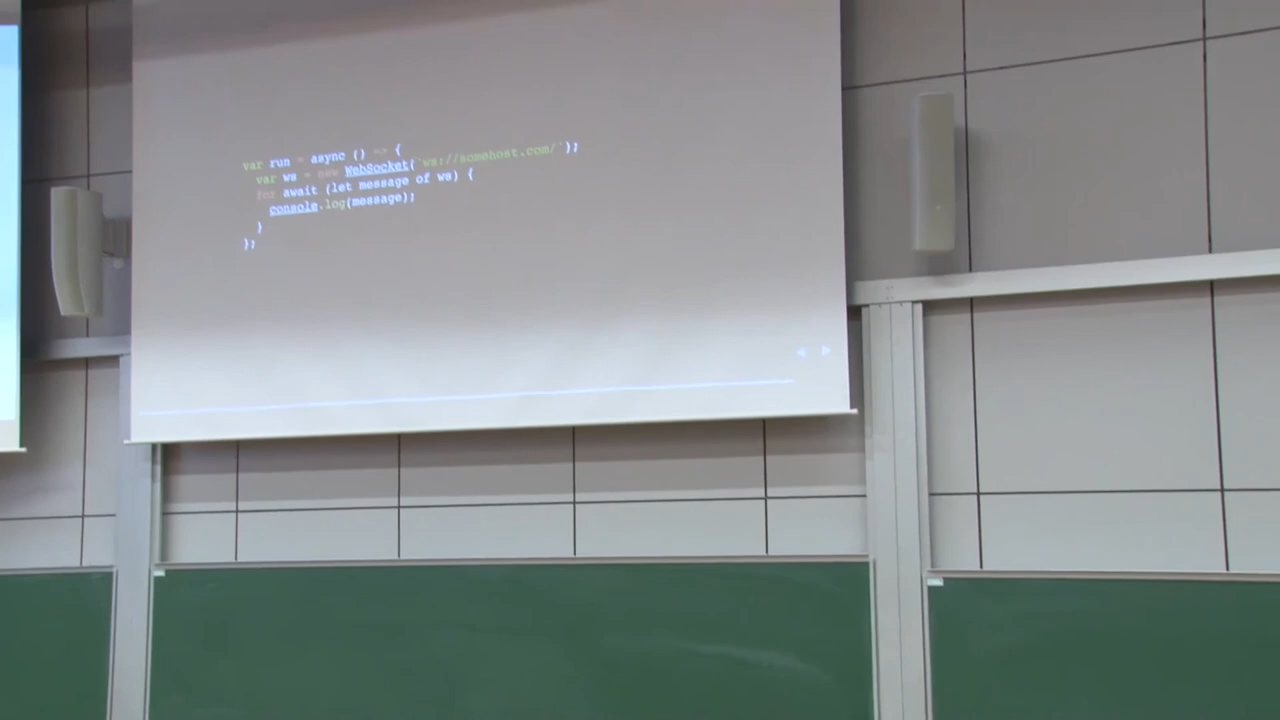 var run = async () => {
var ws = new WebSocket(`ws://somehost.com/`);
for await (let message of ws) {
console.log(message);
}
};